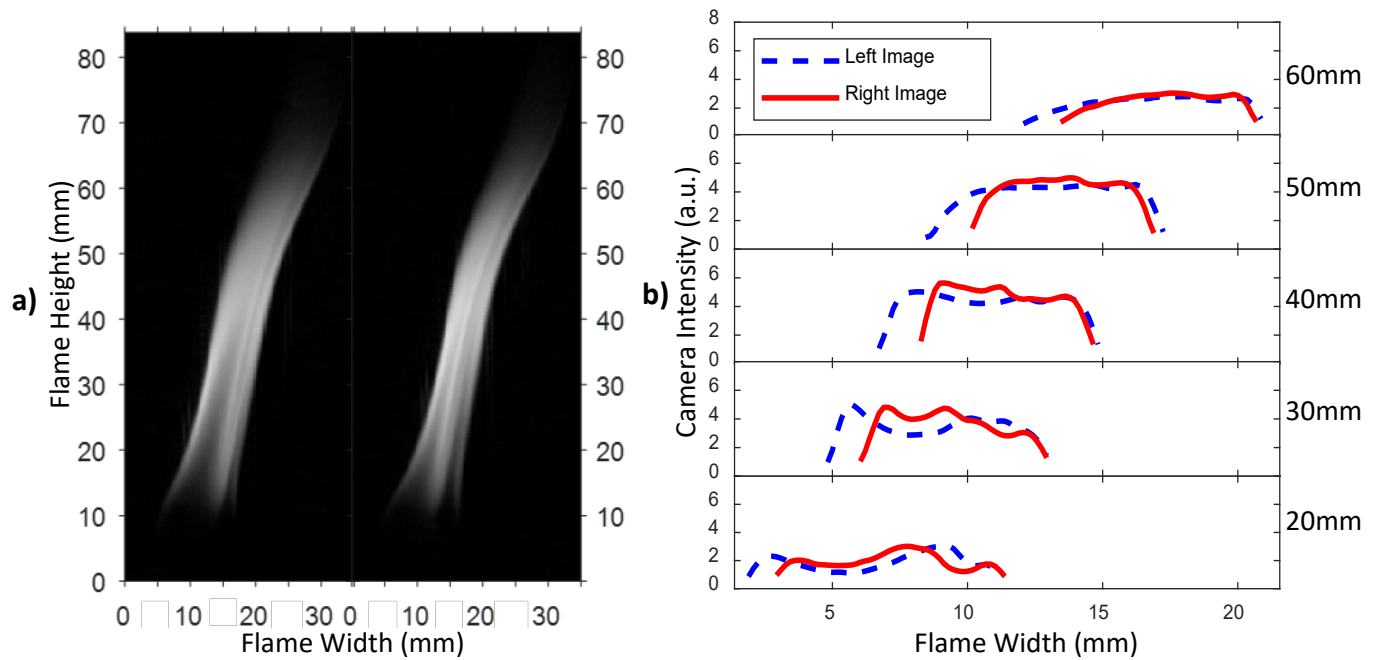 a)
Flame Height (mm)
80
70
60
50
40
30
20
10
0
80
70
60
50
40
30
20
10
0 10 20 30 0 10 20 30
Flame Width (mm)
b)
Camera Intensity (a.u.)
Left Image
Right Image
8
6
4
2
0
60mm
6
4
2
0
50mm
6
4
2
0
40mm
6
4
2
0
30mm
6
4
2
0
20mm
5 10 15 20
Flame Width (mm)